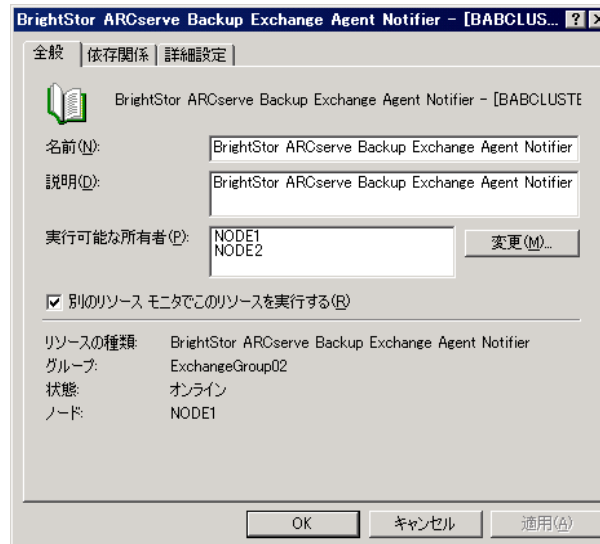 BrightStor ARCserve Backup Exchange Agent Notifier - [BABCLUS...
全般 依存関係 詳細設定
BrightStor ARCserve Backup Exchange Agent Notifier - [BABCLUSTE
名前(N): BrightStor ARCserve Backup Exchange Agent Notifier
説明(D): BrightStor ARCserve Backup Exchange Agent Notifier
実行可能な所有者(P): NODE1 変更(M)...
NODE2
別のリソース モニタでこのリソースを実行する(R)
リソースの種類: BrightStor ARCserve Backup Exchange Agent Notifier
グループ: ExchangeGroup02
状態: オンライン
ノード: NODE1
OK キャンセル 適用(A)